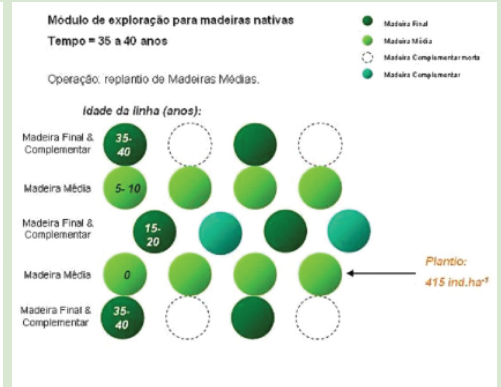 Módulo de exploração para madeiras nativas
Tempo = 35 a 40 anos
Operação: replantio de Madeiras Médias.
Madeira Final
Madeira Média
Madeira Complementar morta
Madeira Complementar
Idade da linha (anos):
Madeira Final &
Complementar
35-
40
Madeira Média
5- 10
Madeira Final &
Complementar
15-
20
Madeira Média
0
Plantio:
415 ind.ha⁻¹
Madeira Final &
Complementar
35-
40